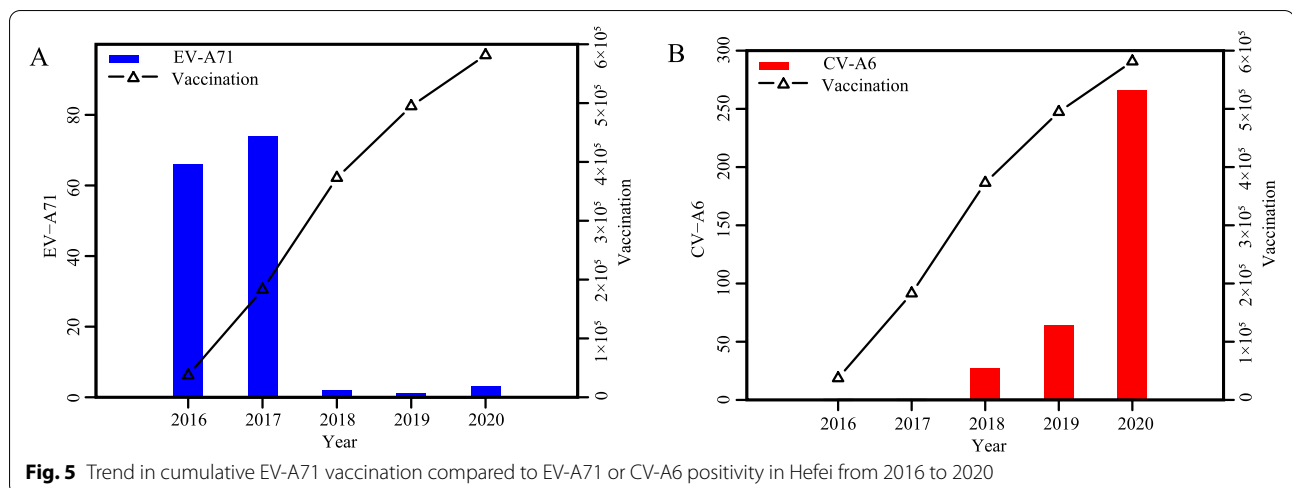 A
EV-A71
Vaccination
EV−A71
0
20
40
60
80
0
1×10⁵
2×10⁵
3×10⁵
4×10⁵
5×10⁵
6×10⁵
Vaccination
2016
2017
2018
2019
2020
Year
B
CV-A6
Vaccination
CV−A6
0
50
100
150
200
250
300
0
1×10⁵
2×10⁵
3×10⁵
4×10⁵
5×10⁵
6×10⁵
Vaccination
2016
2017
2018
2019
2020
Year
Fig. 5 Trend in cumulative EV-A71 vaccination compared to EV-A71 or CV-A6 positivity in Hefei from 2016 to 2020